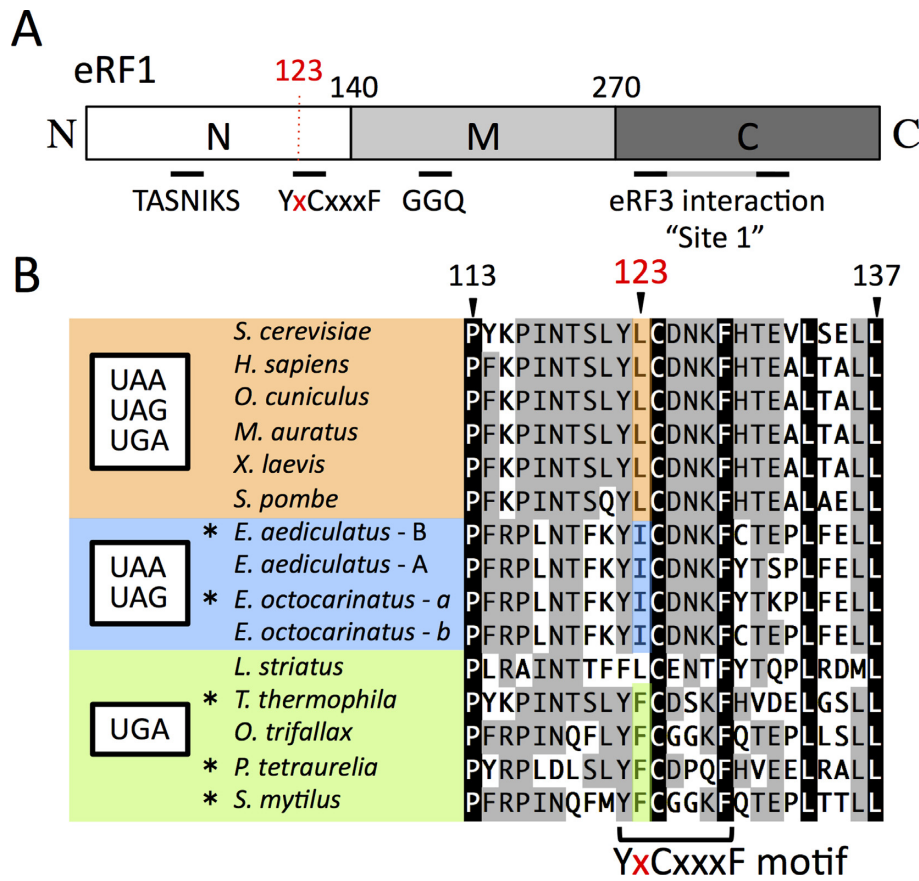 A
eRF1
123
140
270
N
N
M
C
C
TASNIKS
YxCxxxF
GGQ
eRF3 interaction
"Site 1"
B
113
123
137
UAA
UAG
UGA
S. cerevisiae PYKPINTSLYLCDNKFHTEVLSELL
H. sapiens PFKPINTSLYLCDNKFHTEALTALL
O. cuniculus PFKPINTSLYLCDNKFHTEALTALL
M. auratus PFKPINTSLYLCDNKFHTEALTALL
X. laevis PFKPINTSLYLCDNKFHTEALTALL
S. pombe PFKPINTSQYLCDNKFHTEALAELL
UAA
UAG
* E. aediculatus - B PFRPLNTFKYICDNKFCTEPLFELL
E. aediculatus - A PFRPLNTFKYICDNKFYTSPLFELL
* E. octocarinatus - a PFRPLNTFKYICDNKFYTKPLFELL
E. octocarinatus - b PFRPLNTFKYICDNKFCTEPLFELL
UGA
L. striatus PLRAINTTFFLCENTFYTQPLRDML
* T. thermophila PYKPINTSLYFCDSKFHVDELGSLL
O. trifallax PFRPINQFLYFCGGKFQTEPLLSLL
* P. tetraurelia PYRPLDLSLYFCDPQFHVEELRALL
* S. mytilus PFRPINQFMYFCGGKFQTEPLTTLL
YxCxxxF motif